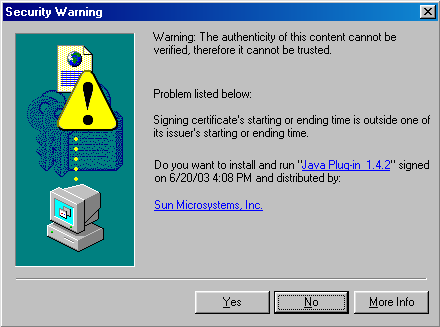 Security Warning
Warning: The authenticity of this content cannot be
verified, therefore it cannot be trusted.
Problem listed below:
Signing certificate's starting or ending time is outside one of
its issuer's starting or ending time.
Do you want to install and run "Java Plug-in 1.4.2" signed
on 6/20/03 4:08 PM and distributed by:
Sun Microsystems, Inc.
Yes No More Info